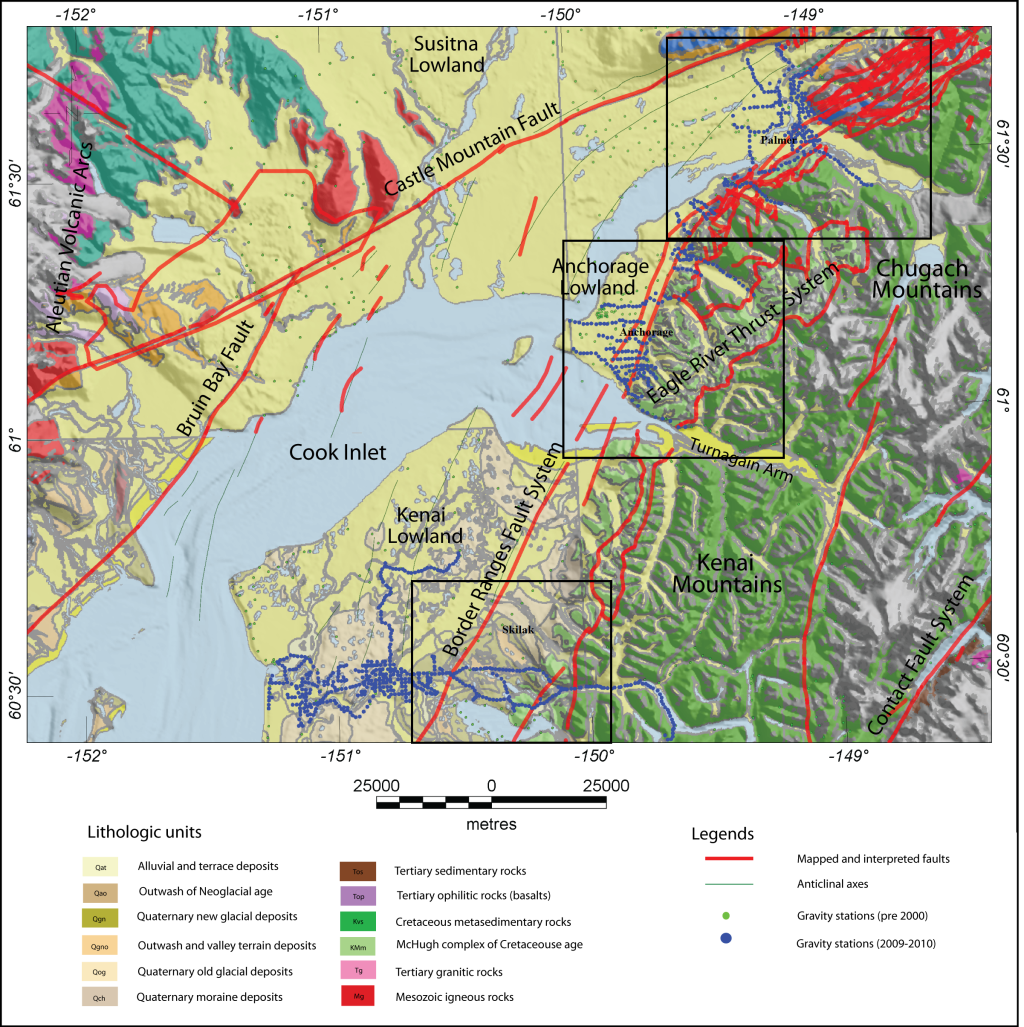 -152°
-151°
-150°
-149°
Susitna
Lowland
Castle Mountain Fault
Palmer
61°30'
61°30'
Aleutian Volcanic Arcs
Anchorage
Lowland
Chugach
Mountains
Anchorage
Eagle River Thrust System
Bruin Bay Fault
61°
61°
Cook Inlet
Turnagain Arm
Kenai
Lowland
Border Ranges Fault System
Kenai
Mountains
Skilak
Contact Fault System
60°30'
60°30'
-152°
-151°
-150°
-149°
25000 0 25000
metres
Lithologic units
Qat Alluvial and terrace deposits
Qao Outwash of Neoglacial age
Qgn Quaternary new glacial deposits
Qgno Outwash and valley terrain deposits
Qog Quaternary old glacial deposits
Qch Quaternary moraine deposits
Tos Tertiary sedimentary rocks
Top Tertiary ophilitic rocks (basalts)
Kvs Cretaceous metasedimentary rocks
KMm McHugh complex of Cretaceouse age
Tg Tertiary granitic rocks
Mg Mesozoic igneous rocks
Legends
Mapped and interpreted faults
Anticlinal axes
Gravity stations (pre 2000)
Gravity stations (2009-2010)